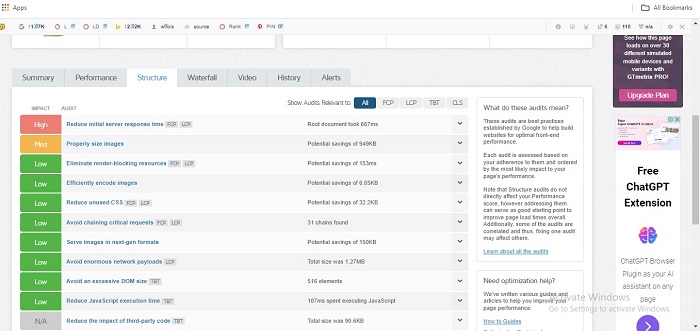 Apps
All Bookmarks
LD
whois
source
Rank
PIN
n/a
See how this page
loads on over 30
different simulated
mobile devices and
variants with
GTmetrix PRO!
Upgrade Plan
Summary
Performance
Structure
Waterfall
Video
History
Alerts
Show Audits Relevant to
All
FCP
LCP
TBT
CLS
IMPACT
AUDIT
High
Reduce initial server response time FCP LCP
Root document took 667ms
Med
Properly size images
Potential savings of 949KB
Low
Eliminate render-blocking resources FCP LCP
Potential savings of 153ms
Low
Efficiently encode images
Potential savings of 6.85KB
Low
Reduce unused CSS FCP LCP
Potential savings of 32.2KB
Low
Avoid chaining critical requests FCP LCP
31 chains found
Low
Serve images in next-gen formats
Potential savings of 150KB
Low
Avoid enormous network payloads LCP
Total size was 1.27MB
Low
Avoid an excessive DOM size TBT
516 elements
Low
Reduce JavaScript execution time TBT
167ms spent executing JavaScript
N/A
Reduce the impact of third-party code TBT
Total size was 90.6KB
What do these audits mean?
These audits are best practices
established by Google to help build
websites for optimal front-end
performance.
Each audit is assessed based on
your adherence to them and ordered
by the most likely impact to your
page's performance.
Note that Structure audits do not
directly affect your Performance
score, however addressing them
can serve as good starting point to
improve page load times overall.
Additionally, some of the audits are
correlated and thus, fixing one audit
may affect others.
Learn about all the audits
Need optimization help?
We've written various guides and
articles to help you improve your
page performance.
How to Guides
Free
ChatGPT
Extension
ChatGPT Browser
Plugin as your AI
assistant on any
page
Activate Windows
Go to Settings to activate Windows.